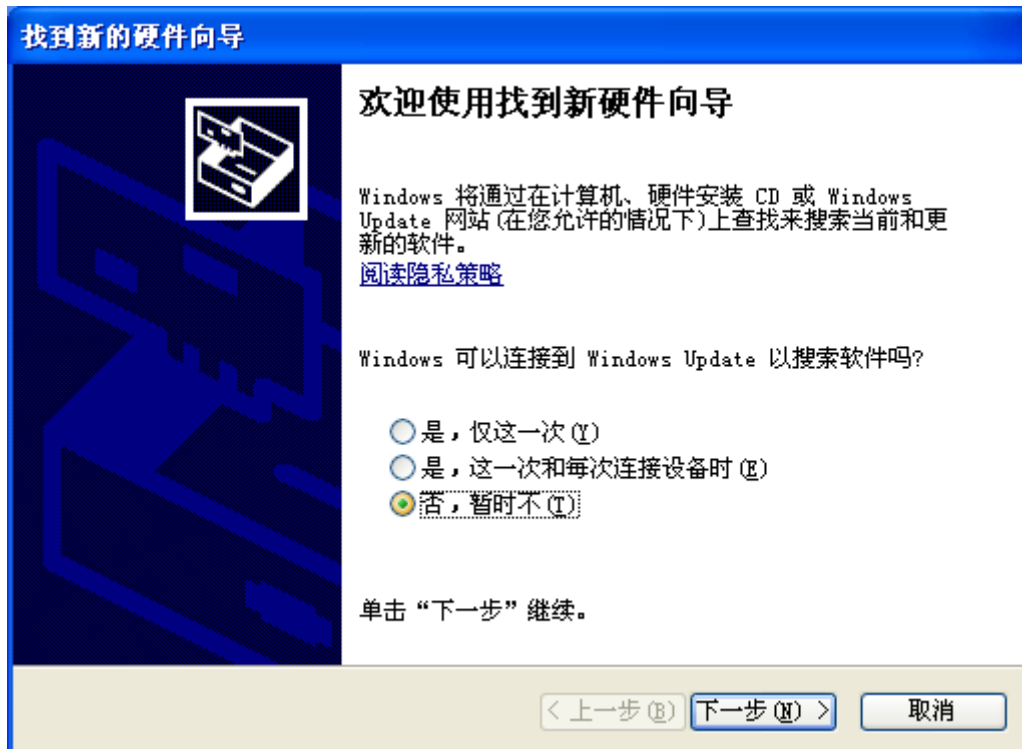 找到新的硬件向导
欢迎使用找到新硬件向导
Windows 将通过在计算机、硬件安装 CD 或 Windows
Update 网站(在您允许的情况下)上查找来搜索当前和更
新的软件。
阅读隐私策略
Windows 可以连接到 Windows Update 以搜索软件吗?
是，仅这一次(Y)
是，这一次和每次连接设备时(E)
否，暂时不(T)
单击“下一步”继续。
< 上一步(B) 下一步(N) > 取消